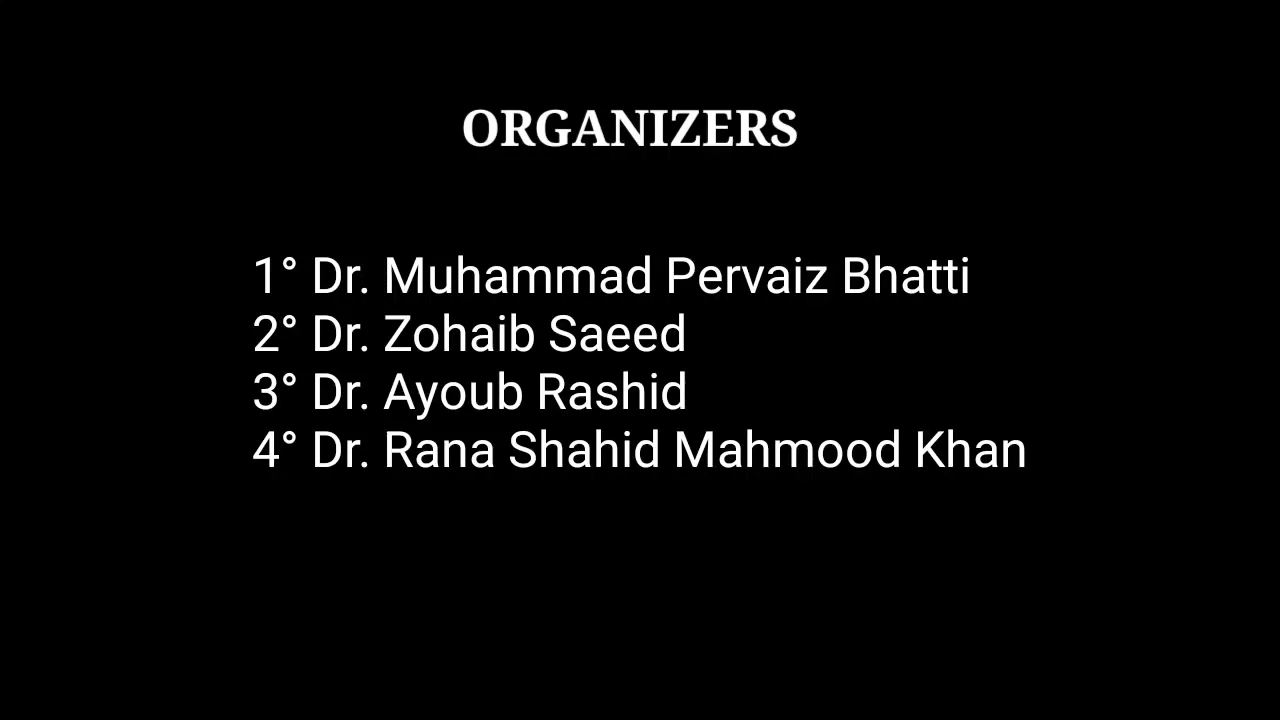 ORGANIZERS
1° Dr. Muhammad Pervaiz Bhatti
2° Dr. Zohaib Saeed
3° Dr. Ayoub Rashid
4° Dr. Rana Shahid Mahmood Khan